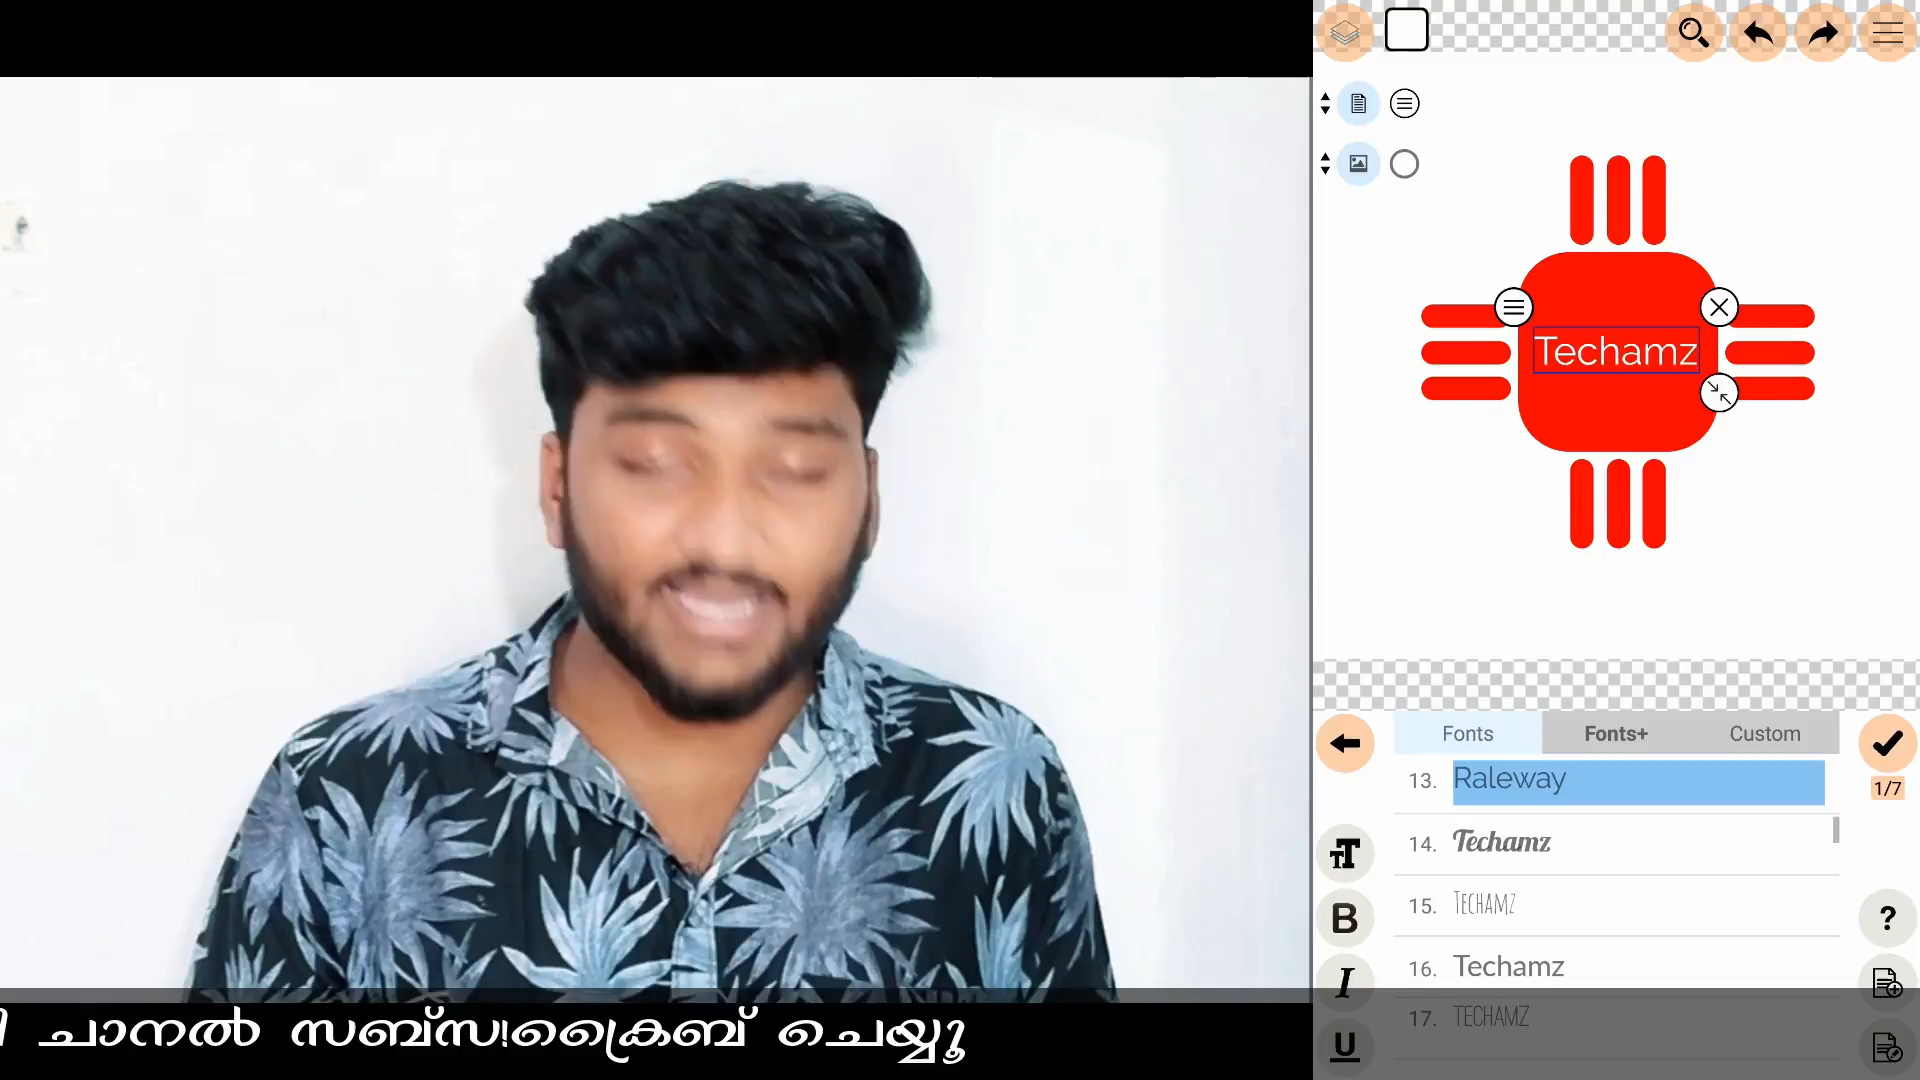 Techamz
Fonts Fonts+ Custom
13. Raleway
1/7
14. Techamz
15. Techamz
16. Techamz
17. TECHAMZ
T
B
I
U
?
ചാനൽ സബ്സ!ക്രൈബ് ചെയ്യൂ